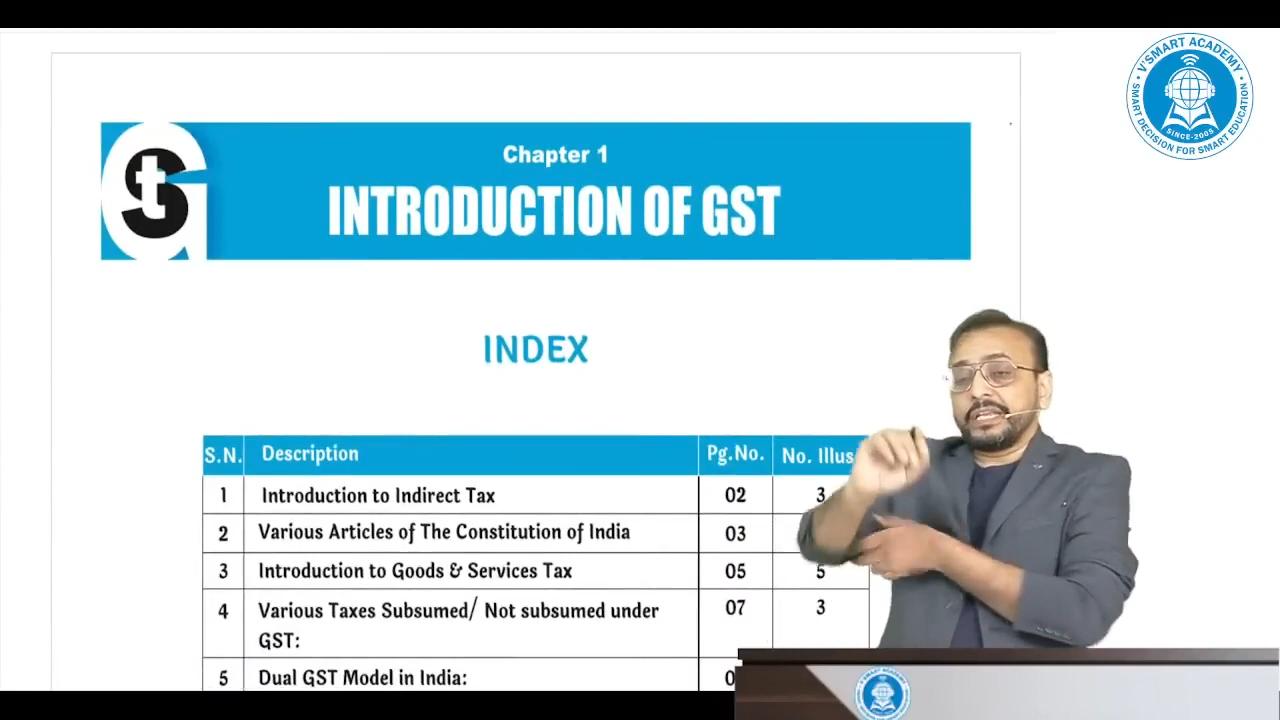 V'SMART ACADEMY
SMART DECISION FOR SMART EDUCATION
SINCE-2005
Gst
Chapter 1
INTRODUCTION OF GST
INDEX
S.N. Description Pg.No. No. Illus
1 Introduction to Indirect Tax 02 3
2 Various Articles of The Constitution of India 03
3 Introduction to Goods & Services Tax 05 5
4 Various Taxes Subsumed/ Not subsumed under 07 3
GST:
5 Dual GST Model in India: